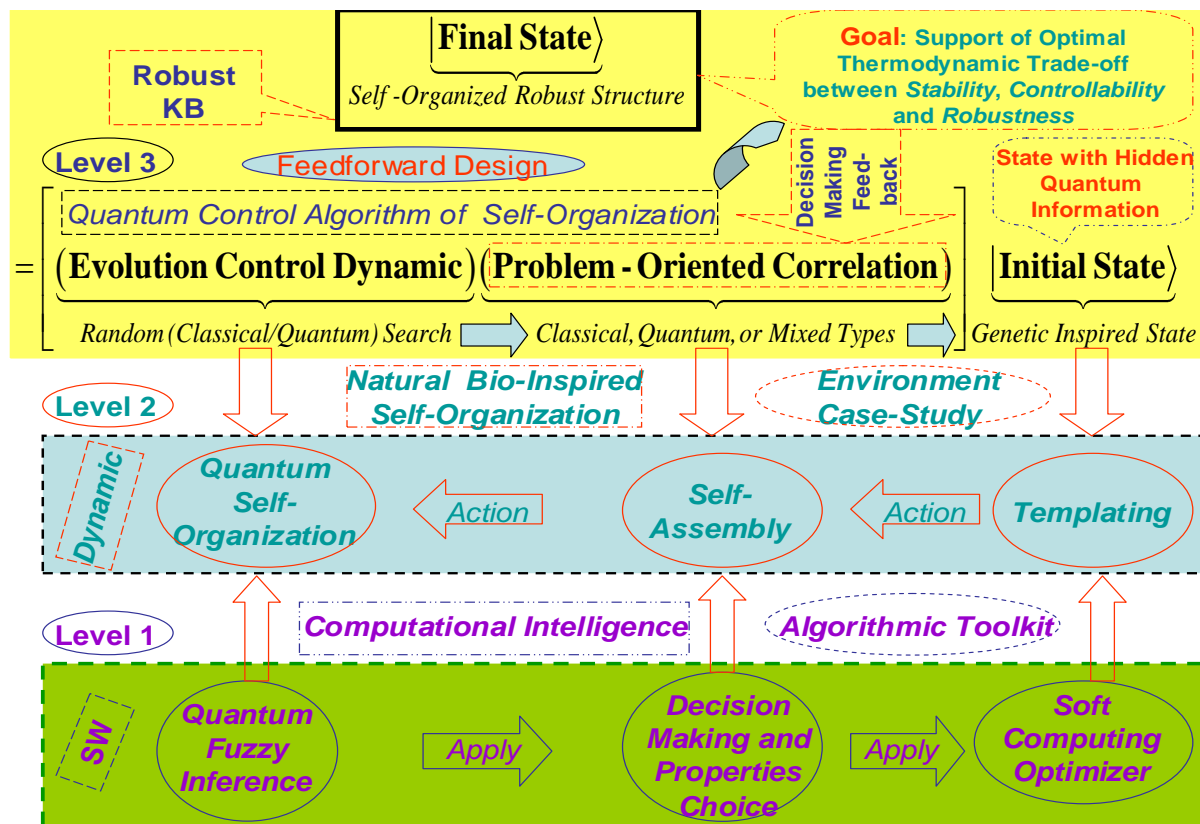 |Final State⟩
Self-Organized Robust Structure
Robust
KB
Goal: Support of Optimal
Thermodynamic Trade-off
between Stability, Controllability
and Robustness
Level 3
Feedforward Design
Decision
Making
Feed-
back
State with Hidden
Quantum
Information
Quantum Control Algorithm of Self-Organization
= [(Evolution Control Dynamic)(Problem - Oriented Correlation)] |Initial State⟩
Random (Classical/Quantum) Search
Classical, Quantum, or Mixed Types
Genetic Inspired State
Level 2
Natural Bio-Inspired
Self-Organization
Environment
Case-Study
Dynamic
Quantum
Self-
Organization
Action
Self-
Assembly
Action
Templating
Level 1
Computational Intelligence
Algorithmic Toolkit
SW
Quantum
Fuzzy
Inference
Apply
Decision
Making and
Properties
Choice
Apply
Soft
Computing
Optimizer